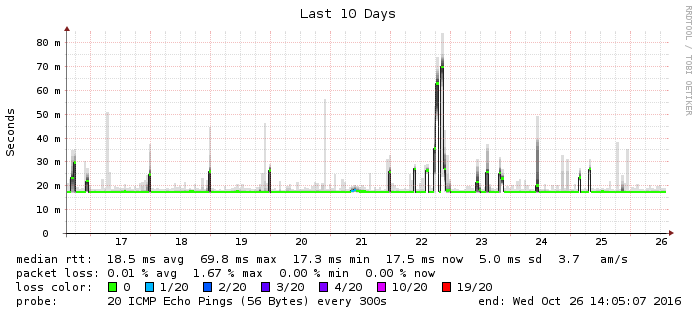 Last 10 Days
RRDTOOL / TOBI OETIKER
Seconds
80 m
70 m
60 m
50 m
40 m
30 m
20 m
10 m
0
17 18 19 20 21 22 23 24 25 26
median rtt: 18.5 ms avg 69.8 ms max 17.3 ms min 17.5 ms now 5.0 ms sd 3.7 am/s
packet loss: 0.01 % avg 1.67 % max 0.00 % min 0.00 % now
loss color: 0 1/20 2/20 3/20 4/20 10/20 19/20
probe: 20 ICMP Echo Pings (56 Bytes) every 300s end: Wed Oct 26 14:05:07 2016